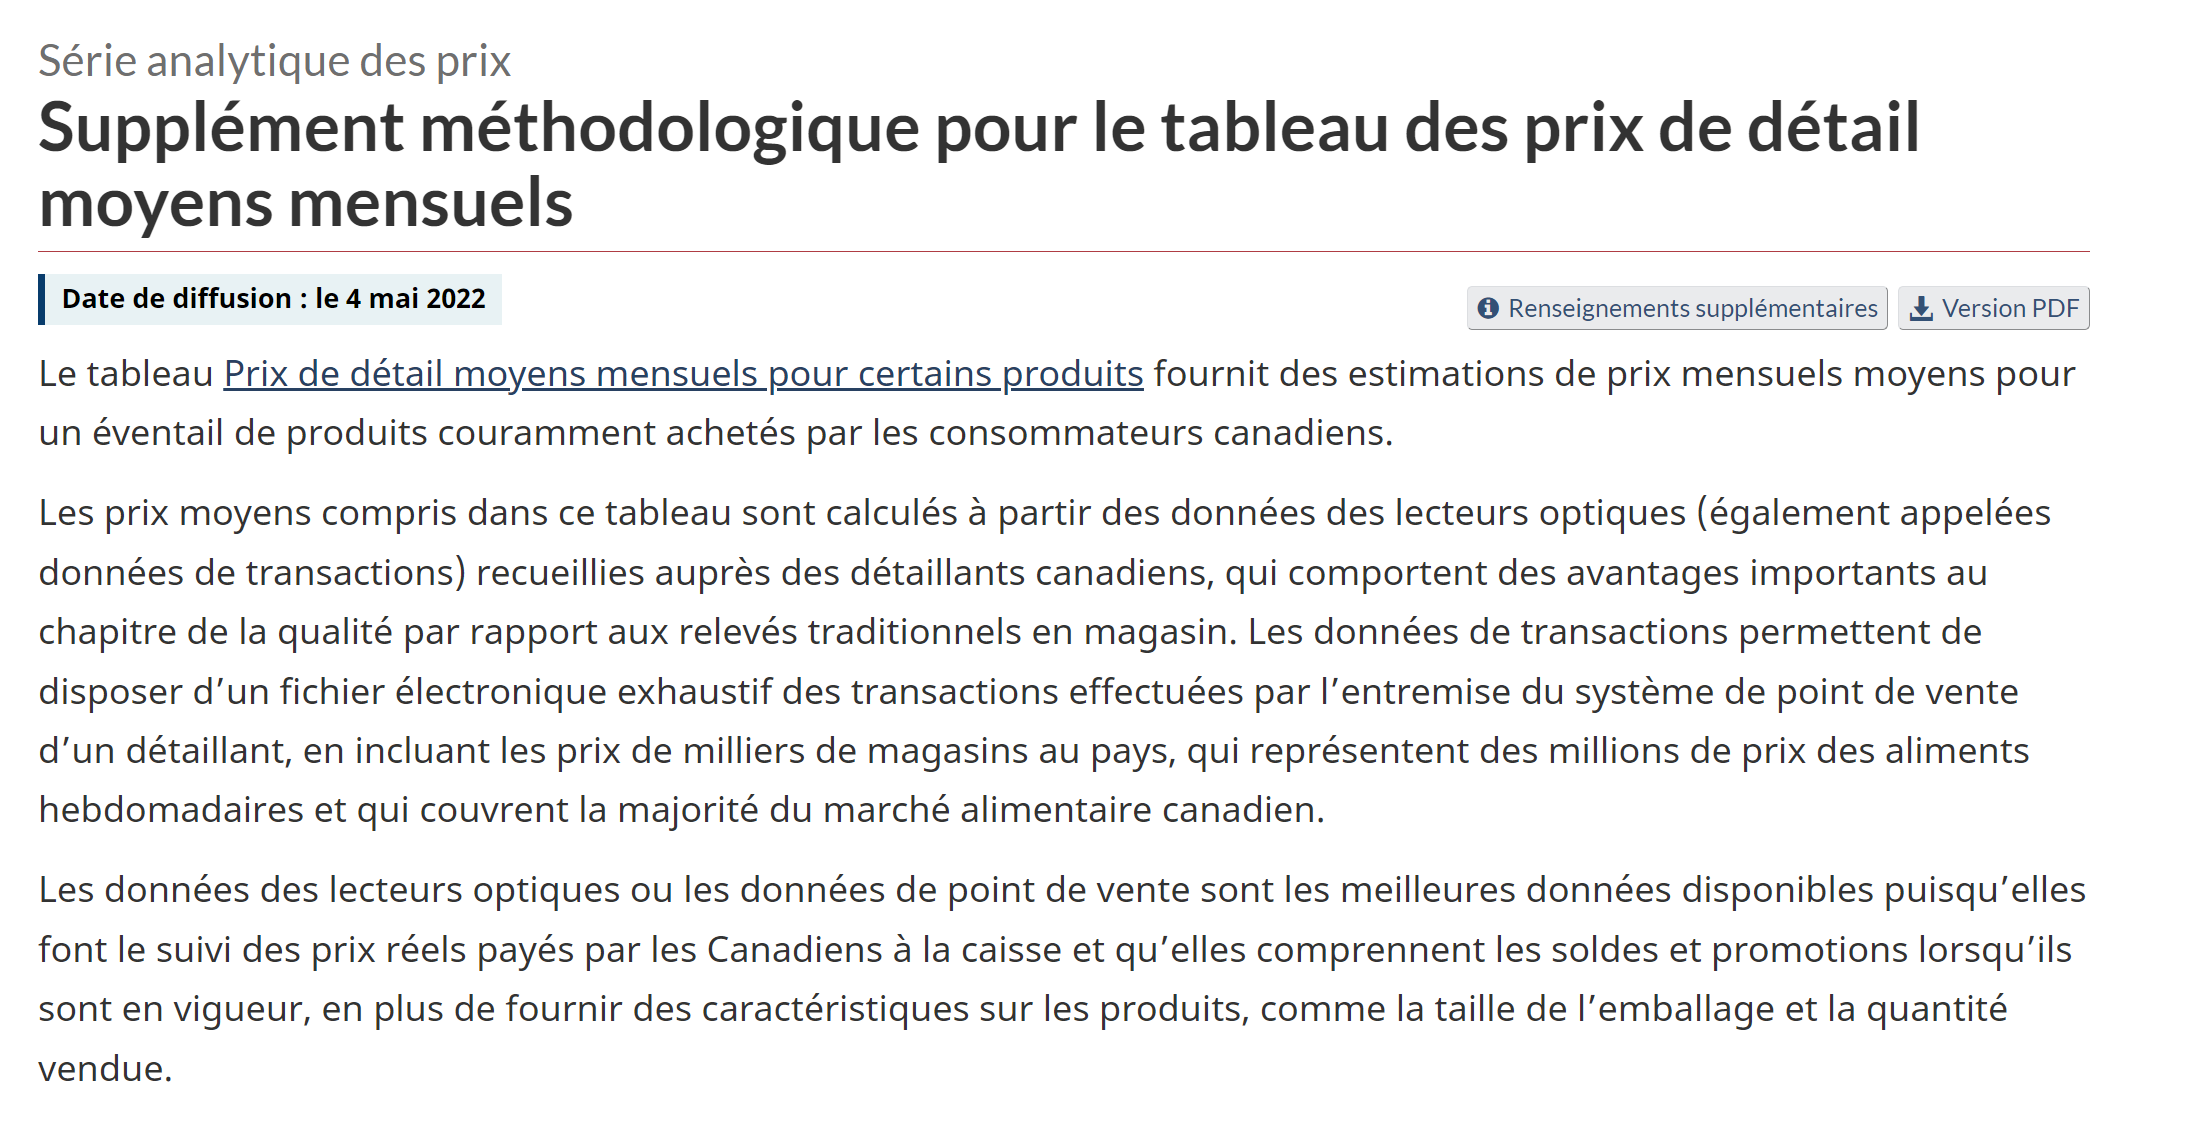 Série analytique des prix
Supplément méthodologique pour le tableau des prix de détail
moyens mensuels
Date de diffusion : le 4 mai 2022
Renseignements supplémentaires
Version PDF
Le tableau Prix de détail moyens mensuels pour certains produits fournit des estimations de prix mensuels moyens pour
un éventail de produits couramment achetés par les consommateurs canadiens.
Les prix moyens compris dans ce tableau sont calculés à partir des données des lecteurs optiques (également appelées
données de transactions) recueillies auprès des détaillants canadiens, qui comportent des avantages importants au
chapitre de la qualité par rapport aux relevés traditionnels en magasin. Les données de transactions permettent de
disposer d’un fichier électronique exhaustif des transactions effectuées par l’entremise du système de point de vente
d’un détaillant, en incluant les prix de milliers de magasins au pays, qui représentent des millions de prix des aliments
hebdomadaires et qui couvrent la majorité du marché alimentaire canadien.
Les données des lecteurs optiques ou les données de point de vente sont les meilleures données disponibles puisqu’elles
font le suivi des prix réels payés par les Canadiens à la caisse et qu’elles comprennent les soldes et promotions lorsqu’ils
sont en vigueur, en plus de fournir des caractéristiques sur les produits, comme la taille de l’emballage et la quantité
vendue.